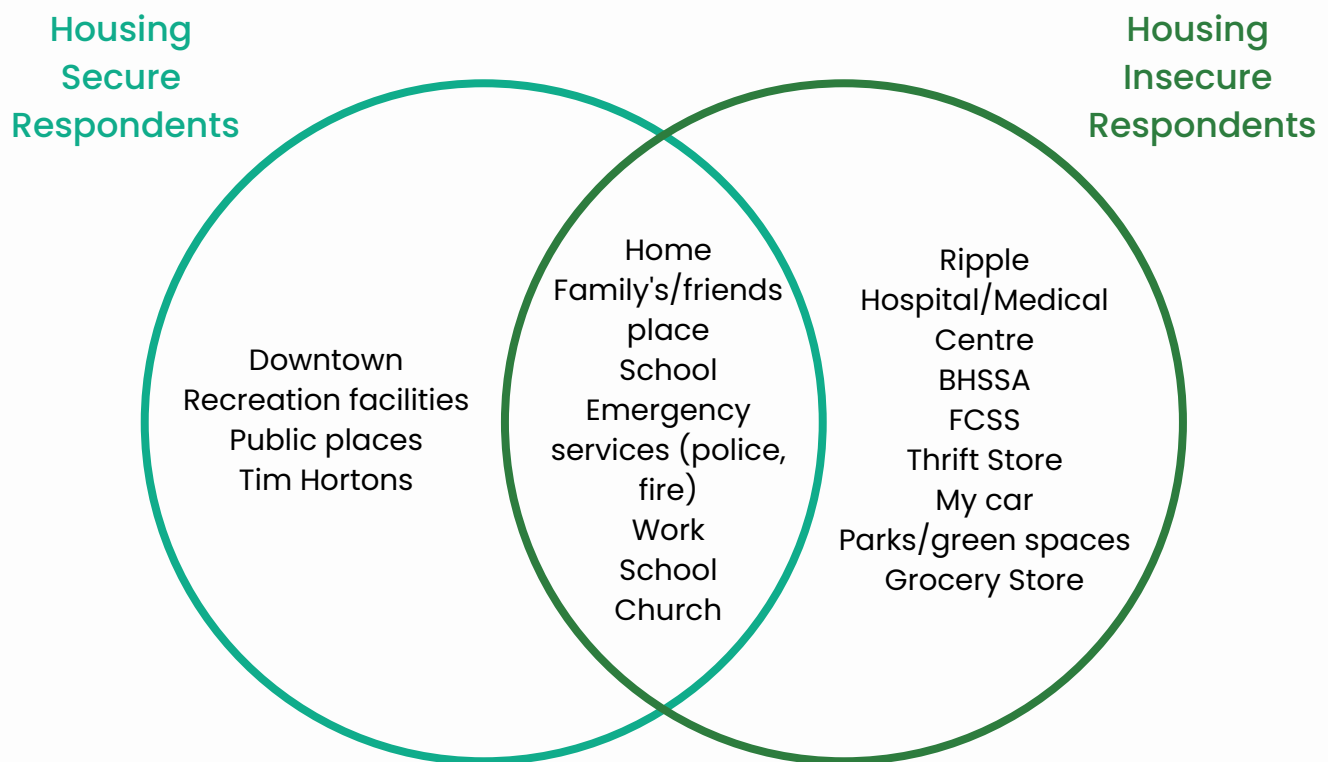 Housing
Secure
Respondents
Housing
Insecure
Respondents
Downtown
Recreation facilities
Public places
Tim Hortons
Home
Family's/friends
place
School
Emergency
services (police,
fire)
Work
School
Church
Ripple
Hospital/Medical
Centre
BHSSA
FCSS
Thrift Store
My car
Parks/green spaces
Grocery Store